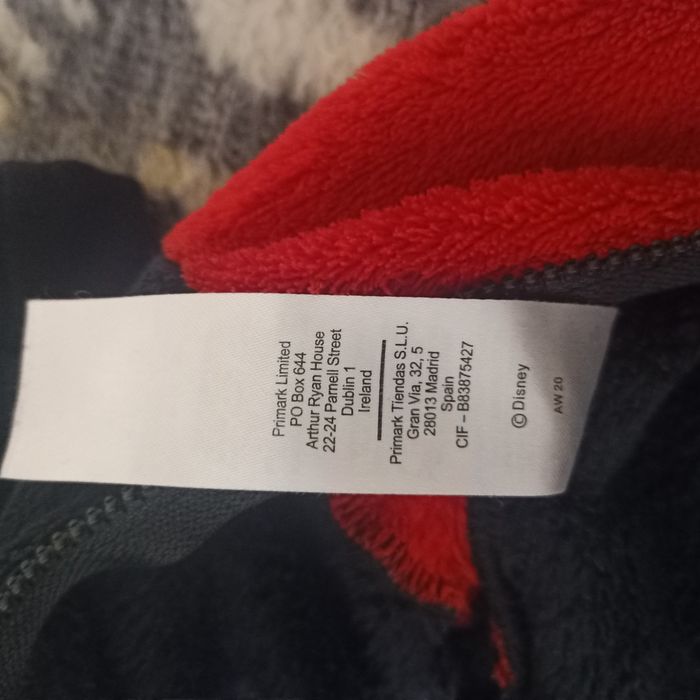 Primark Limited
PO Box 644
Arthur Ryan House
22-24 Parnell Street
Dublin 1
Ireland
Primark Tiendas S.L.U.
Gran Via, 32, 5
28013 Madrid
Spain
CIF – B83875427
© Disney
AW 20